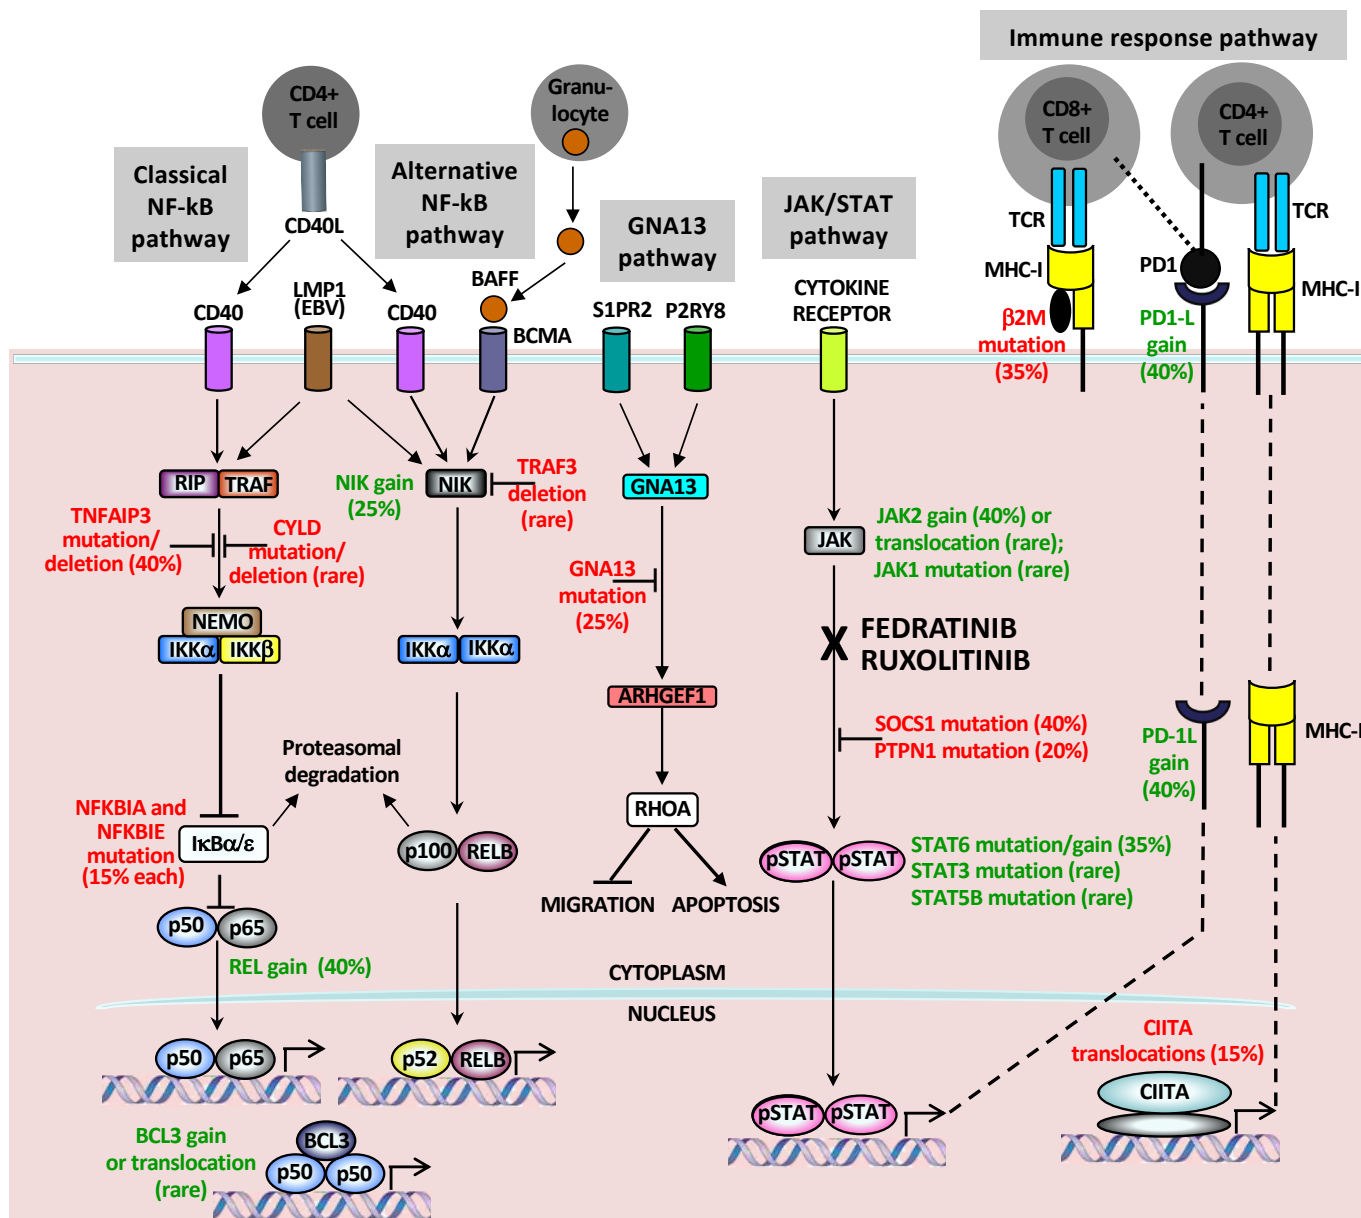 Immune response pathway
CD4+
T cell
Granu-
locyte
CD8+
T cell
CD4+
T cell
Classical
NF-kB
pathway
Alternative
NF-kB
pathway
CD40L
GNA13
pathway
JAK/STAT
pathway
TCR
TCR
MHC-I
PD1
MHC-I
BAFF
LMP1
(EBV)
CD40
CD40
BCMA
S1PR2
P2RY8
CYTOKINE
RECEPTOR
β2M
mutation
(35%)
PD1-L
gain
(40%)
RIP
TRAF
NIK gain
(25%)
NIK
TRAF3
deletion
(rare)
GNA13
TNFAIP3
mutation/
deletion (40%)
CYLD
mutation/
deletion (rare)
JAK
JAK2 gain (40%) or
translocation (rare);
JAK1 mutation (rare)
GNA13
mutation
(25%)
NEMO
IKKα
IKKβ
IKKα
IKKα
X
FEDRATINIB
RUXOLITINIB
ARHGEF1
SOCS1 mutation (40%)
PTPN1 mutation (20%)
PD-1L
gain
(40%)
MHC-I
Proteasomal
degradation
NFKBIA and
NFKBIE
mutation
(15% each)
IκBα/ε
p100
RELB
RHOA
pSTAT
pSTAT
STAT6 mutation/gain (35%)
STAT3 mutation (rare)
STAT5B mutation (rare)
MIGRATION
APOPTOSIS
p50
p65
REL gain (40%)
CYTOPLASM
NUCLEUS
p50
p65
p52
RELB
CIITA
translocations (15%)
CIITA
pSTAT
pSTAT
BCL3 gain
or translocation
(rare)
BCL3
p50
p50